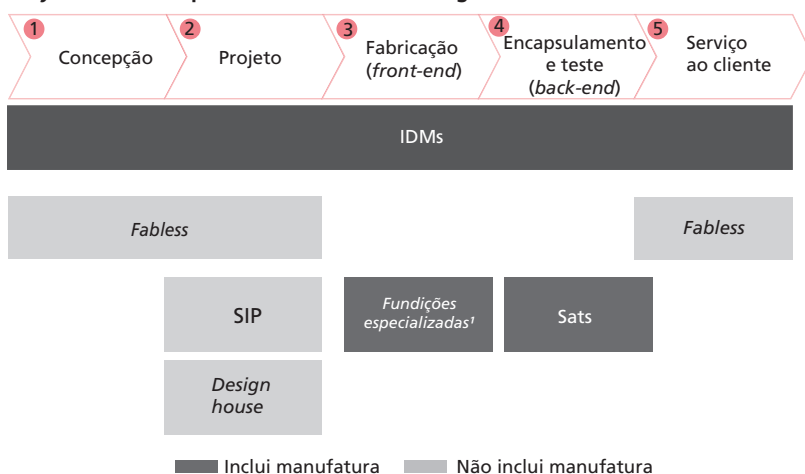 1
Concepção
2
Projeto
3
Fabricação
(front-end)
4
Encapsulamento
e teste
(back-end)
5
Serviço
ao cliente
IDMs
Fabless
Fabless
SIP
Fundições
especializadas¹
Sats
Design
house
Inclui manufatura
Não inclui manufatura